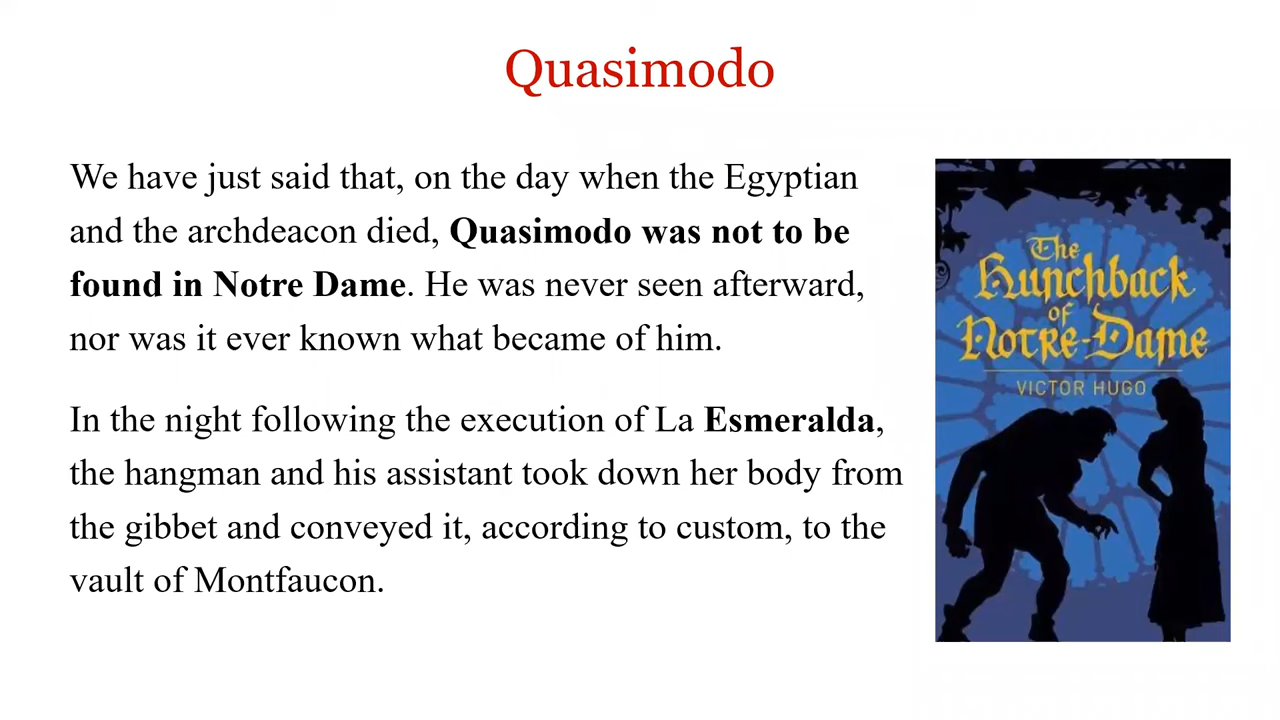 Quasimodo
We have just said that, on the day when the Egyptian
and the archdeacon died, Quasimodo was not to be
found in Notre Dame. He was never seen afterward,
nor was it ever known what became of him.
In the night following the execution of La Esmeralda,
the hangman and his assistant took down her body from
the gibbet and conveyed it, according to custom, to the
vault of Montfaucon.
The
Hunchback
of
Notre-Dame
VICTOR HUGO